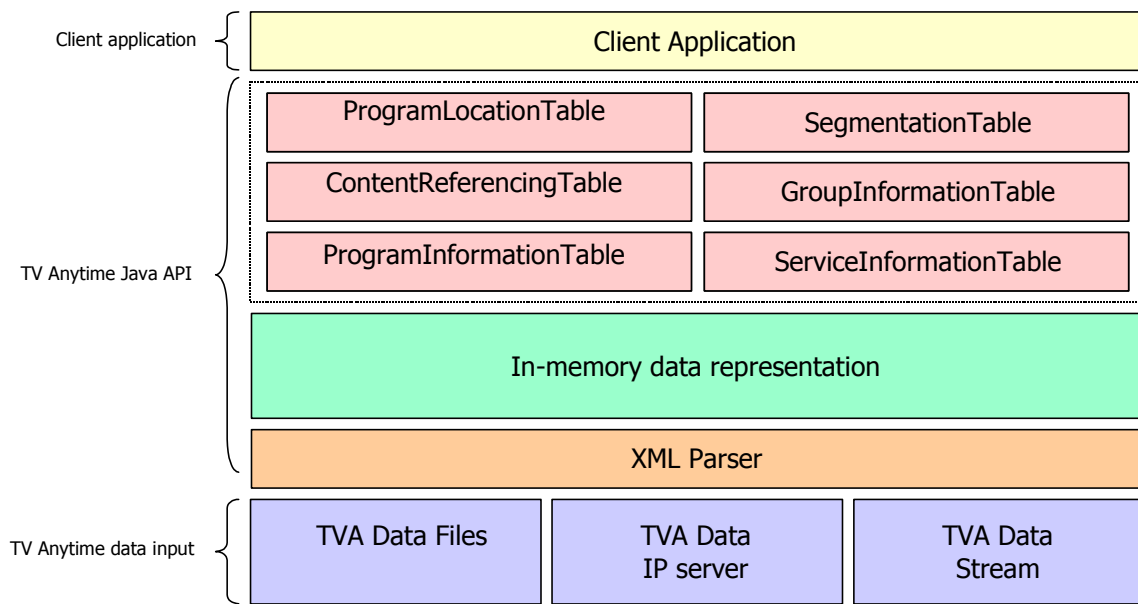 Client application
Client Application
TV Anytime Java API
ProgramLocationTable
SegmentationTable
ContentReferencingTable
GroupInformationTable
ProgramInformationTable
ServiceInformationTable
In-memory data representation
XML Parser
TV Anytime data input
TVA Data Files
TVA Data
IP server
TVA Data
Stream